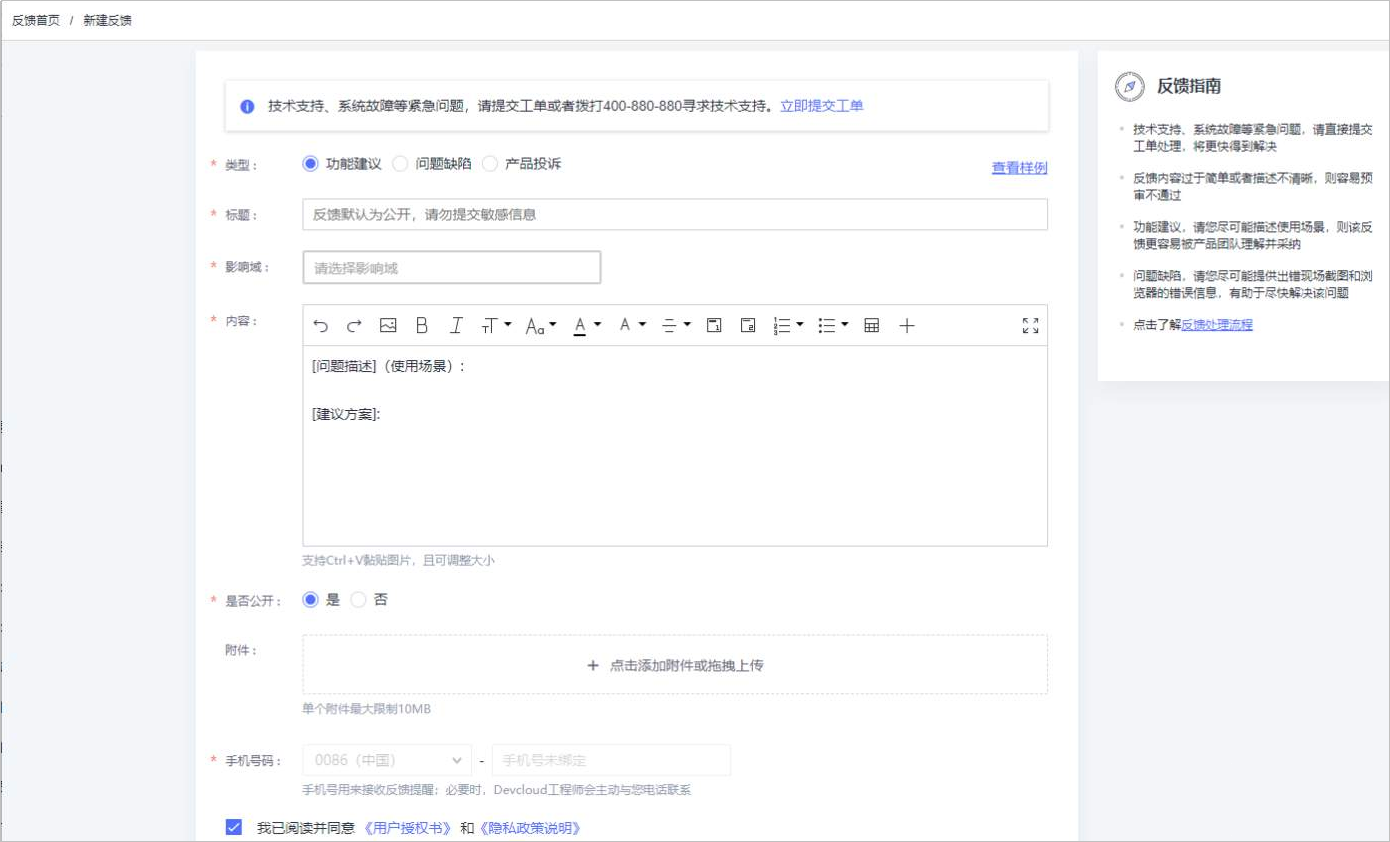 反馈首页 / 新建反馈
技术支持、系统故障等紧急问题，请提交工单或者拨打400-880-880寻求技术支持。立即提交工单
* 类型： 功能建议 问题缺陷 产品投诉 查看样例
* 标题： 反馈默认为公开，请勿提交敏感信息
* 影响域： 请选择影响域
* 内容：
[问题描述]（使用场景）:
[建议方案]:
支持Ctrl+V黏贴图片，且可调整大小
* 是否公开： 是 否
附件： + 点击添加附件或拖拽上传
单个附件最大限制10MB
* 手机号码： 0086（中国） - 手机号未绑定
手机号用来接收反馈提醒；必要时，Devcloud工程师会主动与您电话联系
我已阅读并同意《用户授权书》 和《隐私政策说明》
反馈指南
技术支持、系统故障等紧急问题，请直接提交
工单处理，将更快得到解决
反馈内容过于简单或者描述不清晰，则容易预
审不通过
功能建议，请您尽可能描述使用场景，则该反
馈更容易被产品团队理解并采纳
问题缺陷，请您尽可能提供出错现场截图和浏
览器的错误信息，有助于尽快解决该问题
点击了解反馈处理流程